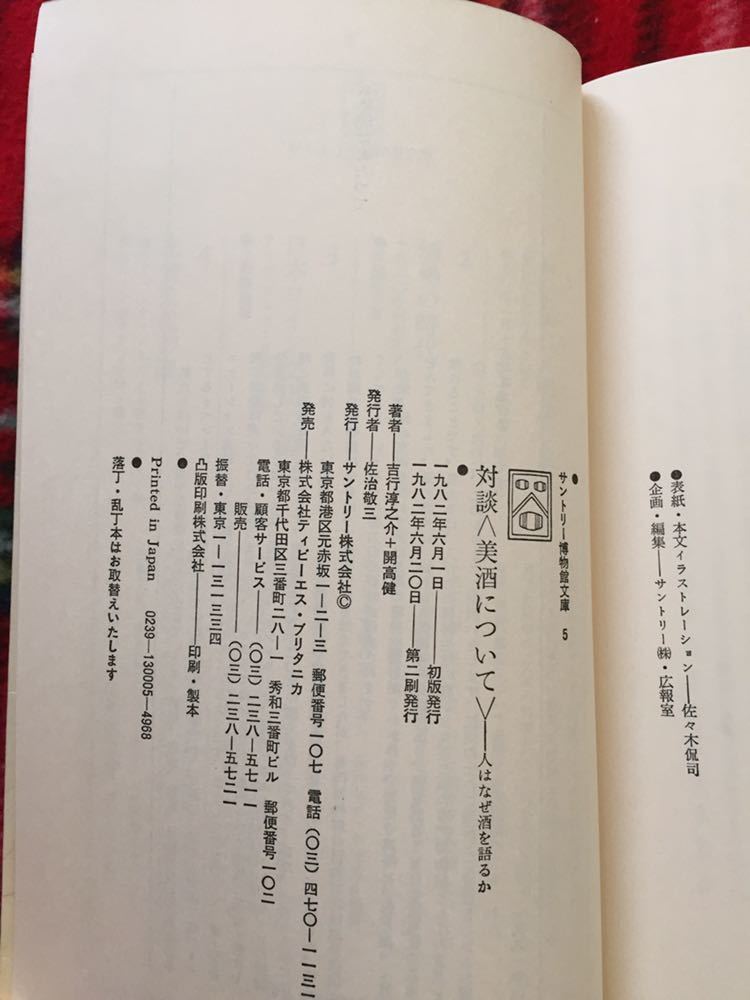 ●表紙・本文イラストレーション――佐々木侃司
●企画・編集――サントリー㈱・広報室
●
サントリー博物館文庫 5
対談＜美酒について＞――人はなぜ酒を語るか
●
一九八二年六月一日――初版発行
一九八二年六月二〇日――第二刷発行
著者――吉行淳之介＋開高健
発行者――佐治敬三
発行――サントリー株式会社©
東京都港区元赤坂一―二―三 郵便番号一〇七 電話（〇三）四七〇―一一三一
発売――株式会社ティビーエス・ブリタニカ
東京都千代田区三番町二八―一 秀和三番町ビル 郵便番号一〇二
電話・顧客サービス――（〇三）二三八―五七一一
販売――（〇三）二三八―五七二一
振替・東京一―一三一三三四
●
凸版印刷株式会社――印刷・製本
Printed in Japan 0239―130005―4968
●
落丁・乱丁本はお取替えいたします